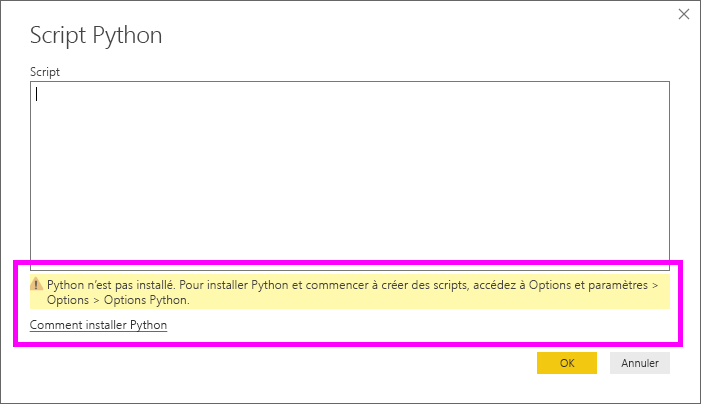 Script Python
Script
Python n'est pas installé. Pour installer Python et commencer à créer des scripts, accédez à Options et paramètres >
Options > Options Python.
Comment installer Python
OK
Annuler